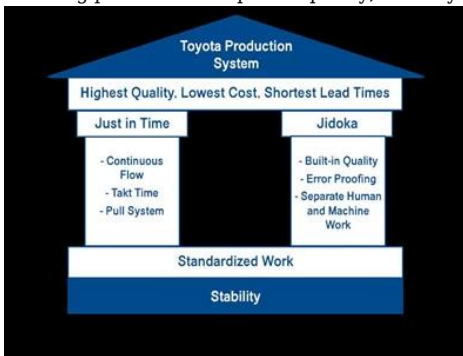 Toyota Production
System
Highest Quality. Lowest Cost, Shortest Lead Times
Just in Time
- Continuous
Flow
- Takt Time
- Pull System
Jidoka
- Built-in Quality
- Error Proofing
- Separate Human
and Machine
Work
Standardized Work
Stability